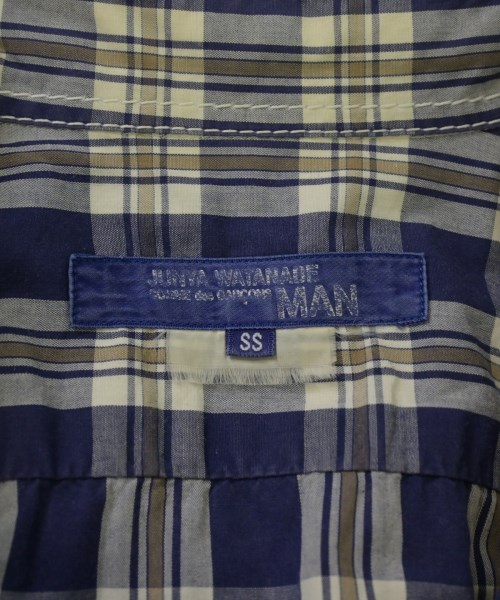 JUNYA WATANABE
COMME des GARÇONS MAN
SS